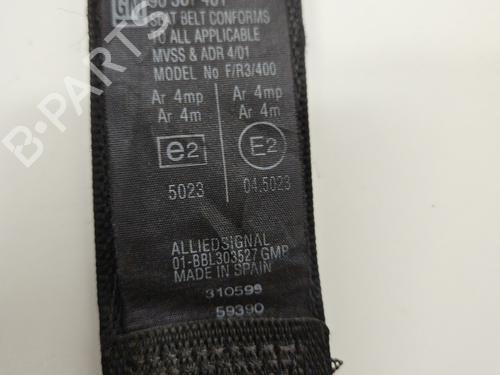 GM
SEAT BELT CONFORMS
TO ALL APPLICABLE
MVSS & ADR 4/01
MODEL No F/R3/400
Ar 4mp Ar 4mp
Ar 4m Ar 4m
e2 E2
5023 04.5023
ALLIEDSIGNAL
01-BBL303527 GMP
MADE IN SPAIN
310599
59390
B-PARTS